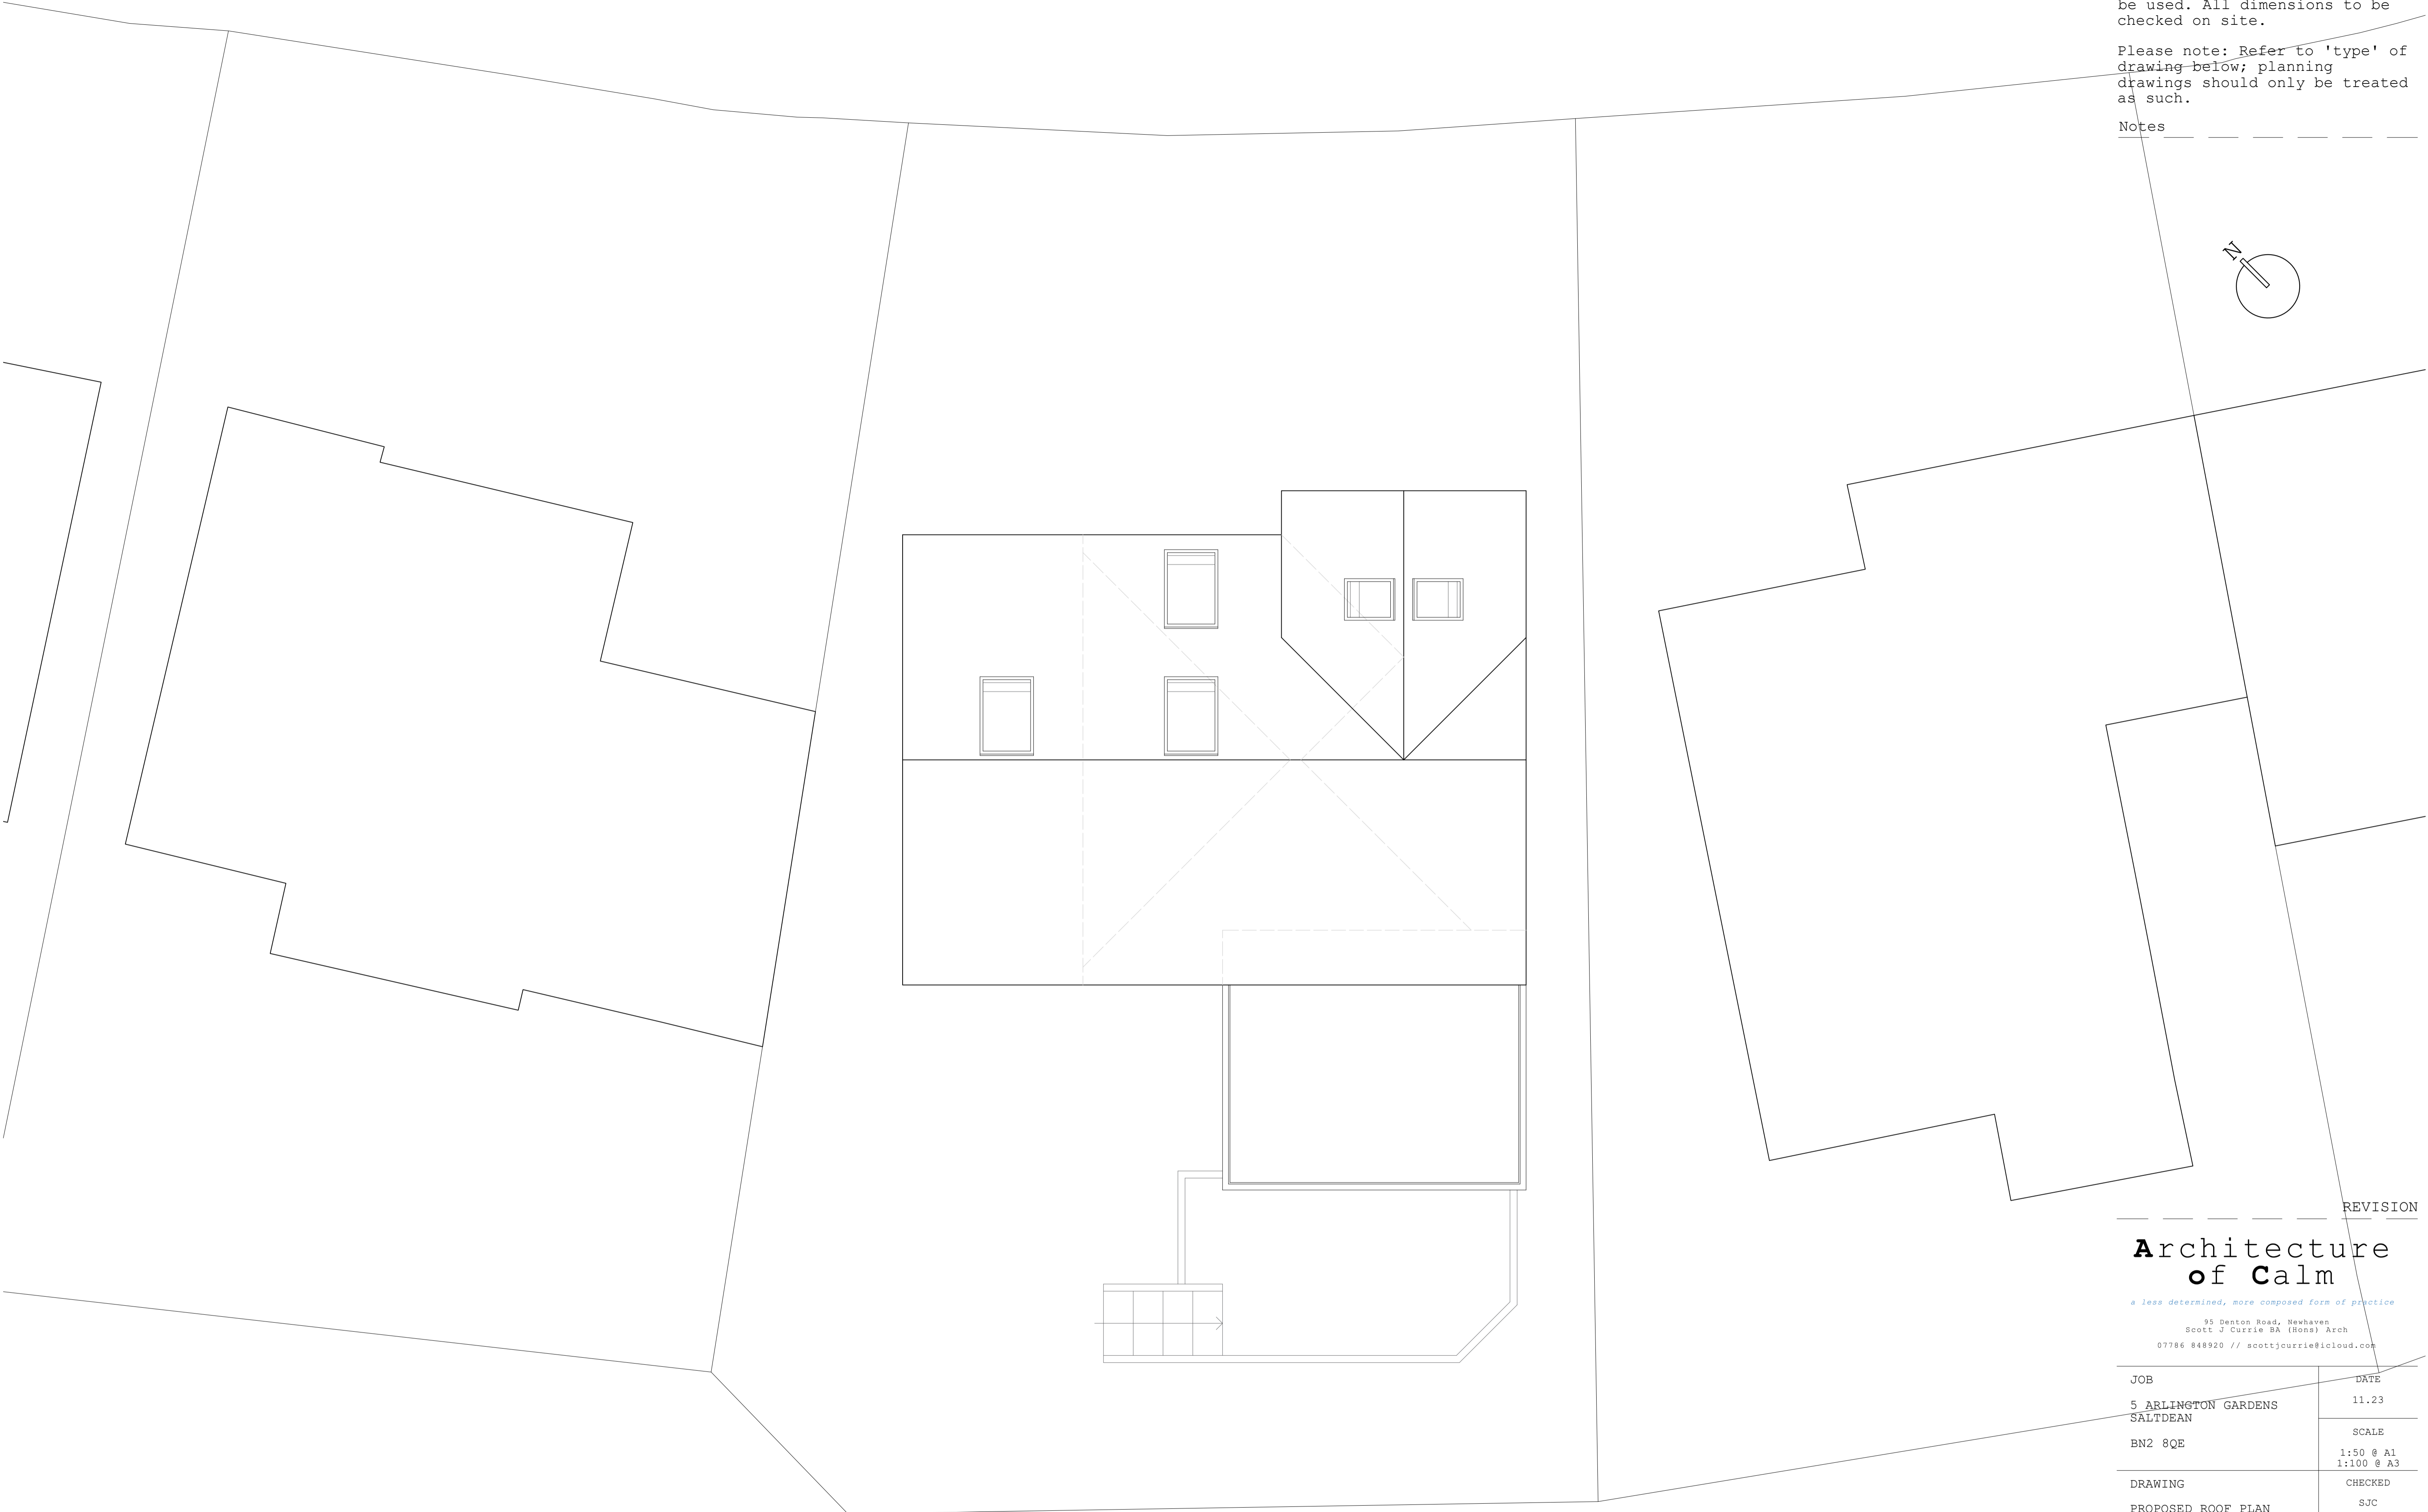 be used. All dimensions to be
checked on site.
Please note: Refer to 'type' of
drawing below; planning
drawings should only be treated
as such.
Notes
N
REVISION
Architecture
of Calm
a less determined, more composed form of practice
95 Denton Road, Newhaven
Scott J Currie BA (Hons) Arch
07786 848920 // scottjcurrie@icloud.com
JOB
5 ARLINGTON GARDENS
SALTDEAN
BN2 8QE
DATE
11.23
SCALE
1:50 @ A1
1:100 @ A3
DRAWING
PROPOSED ROOF PLAN
CHECKED
SJC